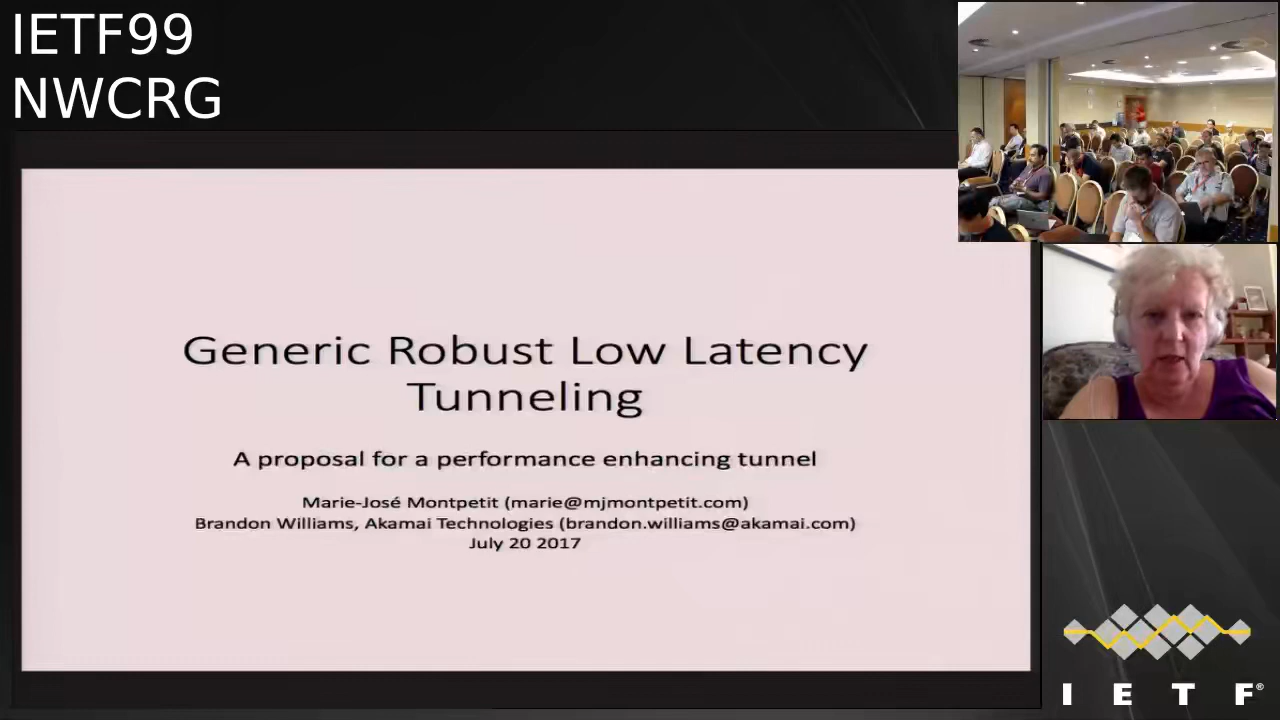 IETF99
NWCRG
Generic Robust Low Latency
Tunneling
A proposal for a performance enhancing tunnel
Marie-José Montpetit (marie@mjmontpetit.com)
Brandon Williams, Akamai Technologies (brandon.williams@akamai.com)
July 20 2017
I E T F®